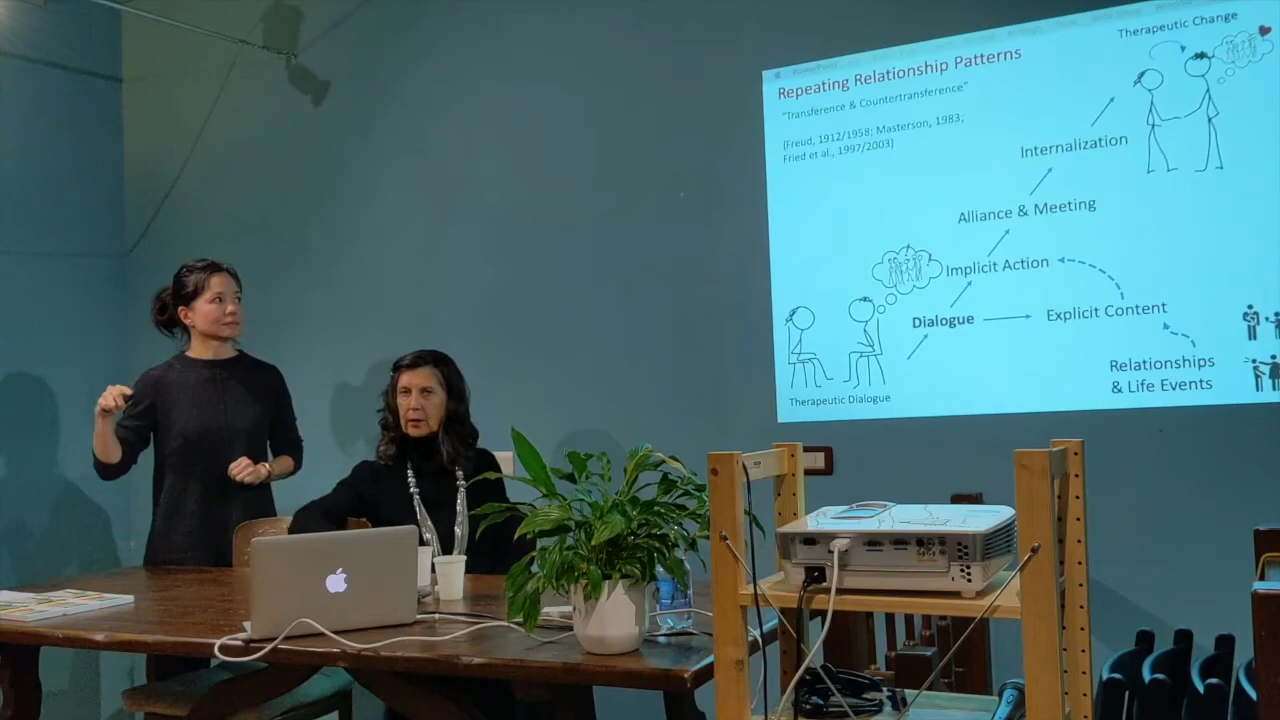 Therapeutic Change
Repeating Relationship Patterns
"Transference & Countertransference"
(Freud, 1912/1958; Masterson, 1983;
Fried et al., 1997/2003)
Internalization
Alliance & Meeting
Implicit Action
Dialogue
Explicit Content
Relationships
& Life Events
Therapeutic Dialogue